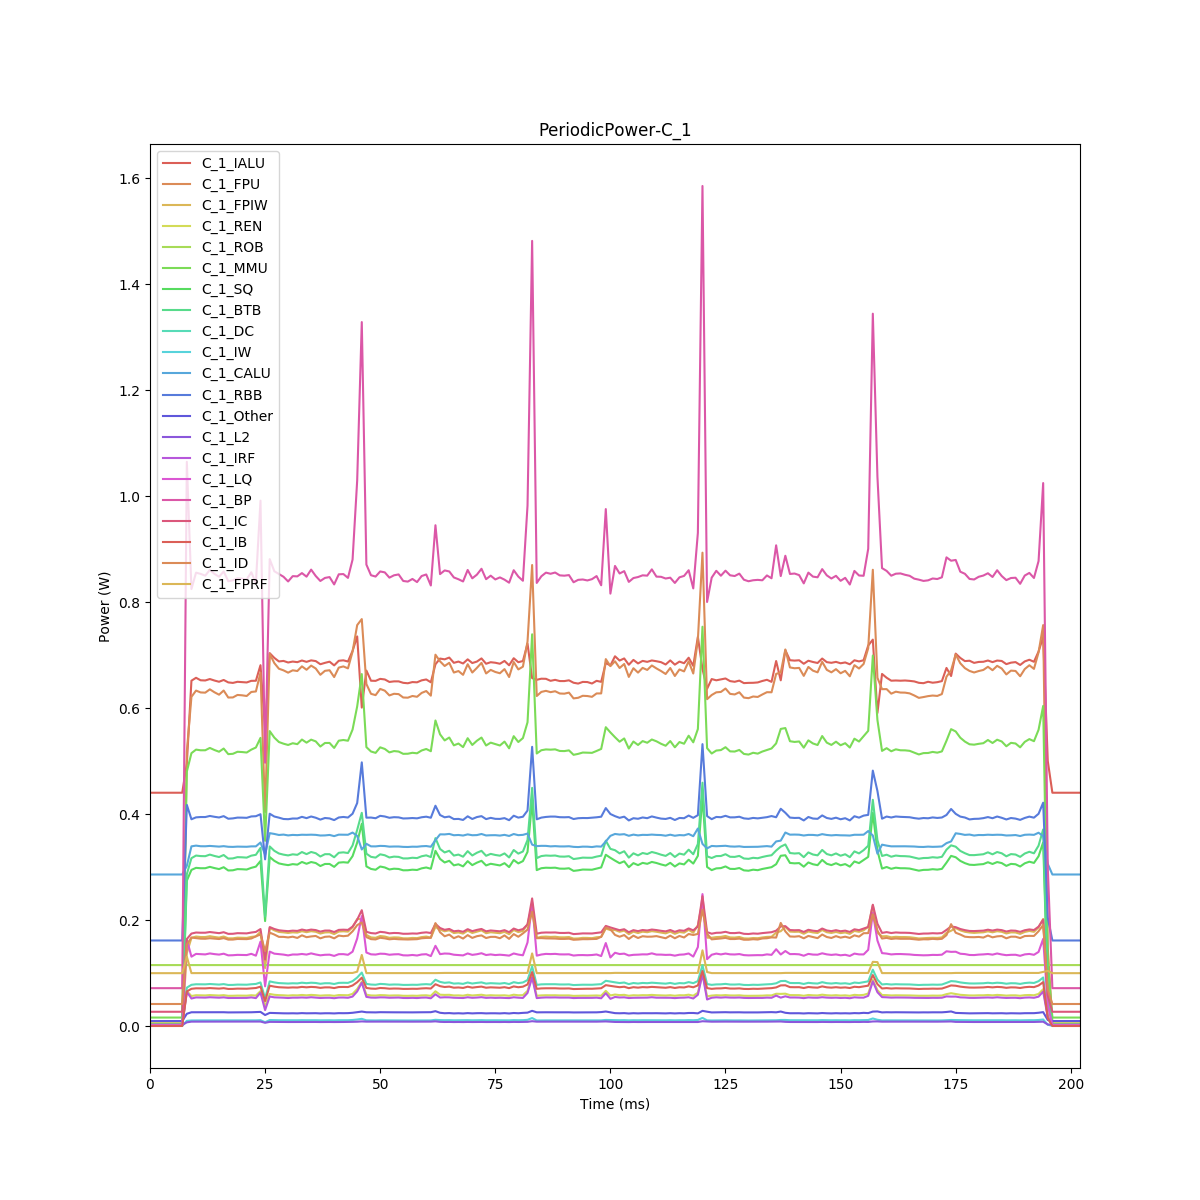 PeriodicPower-C_1
C_1_IALU
C_1_FPU
C_1_FPIW
C_1_REN
C_1_ROB
C_1_MMU
C_1_SQ
C_1_BTB
C_1_DC
C_1_IW
C_1_CALU
C_1_RBB
C_1_Other
C_1_L2
C_1_IRF
C_1_LQ
C_1_BP
C_1_IC
C_1_IB
C_1_ID
C_1_FPRF
1.6
1.4
1.2
1.0
0.8
0.6
0.4
0.2
0.0
Power (W)
0 25 50 75 100 125 150 175 200
Time (ms)